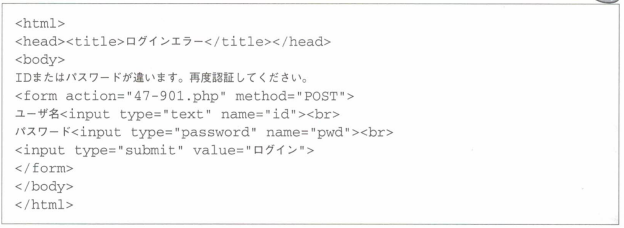 <html>
<head><title>ログインエラー</title></head>
<body>
IDまたはパスワードが違います。再度認証してください。
<form action="47-901.php" method="POST">
ユーザ名<input type="text" name="id"><br>
パスワード<input type="password" name="pwd"><br>
<input type="submit" value="ログイン">
</form>
</body>
</html>